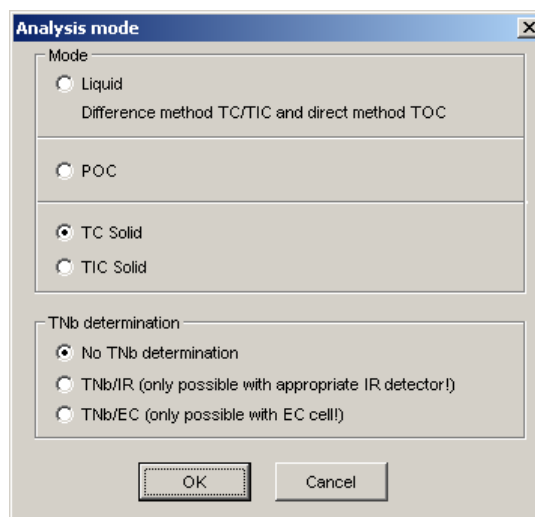 Analysis mode
Mode
Liquid
Difference method TC/TIC and direct method TOC
POC
TC Solid
TIC Solid
TNb determination
No TNb determination
TNb/IR (only possible with appropriate IR detector!)
TNb/EC (only possible with EC cell!)
OK Cancel